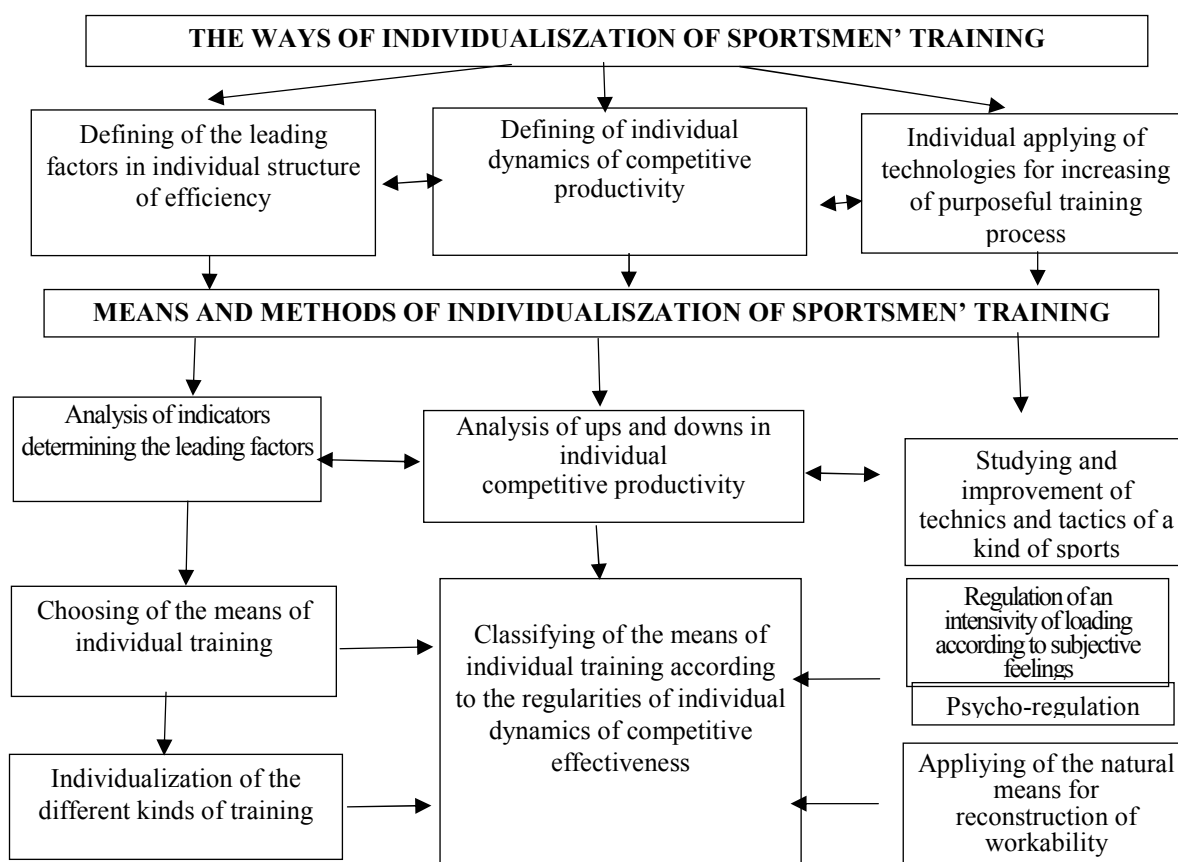 THE WAYS OF INDIVIDUALISZATION OF SPORTSMEN’ TRAINING
Defining of the leading
factors in individual structure
of efficiency
Defining of individual
dynamics of competitive
productivity
Individual applying of
technologies for increasing
of purposeful training
process
MEANS AND METHODS OF INDIVIDUALISZATION OF SPORTSMEN’ TRAINING
Analysis of indicators
determining the leading factors
Analysis of ups and downs in
individual
competitive productivity
Studying and
improvement of
technics and tactics of a
kind of sports
Choosing of the means of
individual training
Classifying of the means of
individual training according
to the regularities of individual
dynamics of competitive
effectiveness
Regulation of an
intensivity of loading
according to subjective
feelings
Psycho-regulation
Individualization of the
different kinds of training
Appliying of the natural
means for
reconstruction of
workability